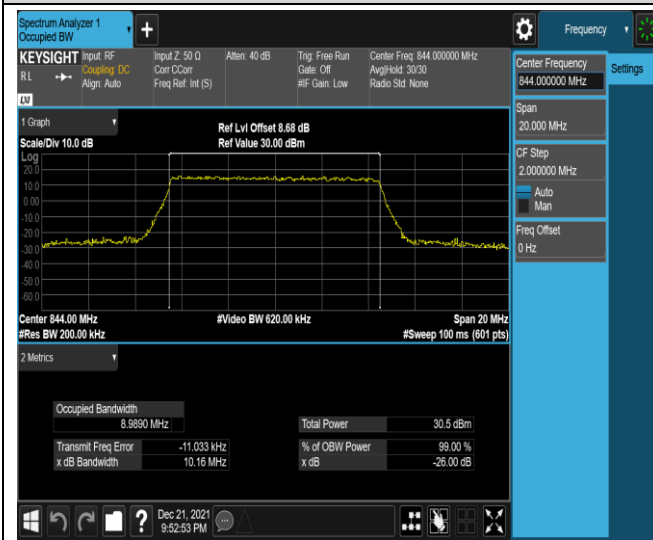 Spectrum Analyzer 1
Occupied BW
+
Frequency
KEYSIGHT
Input: RF
Input Z: 50 Ω
Atten: 40 dB
Trig: Free Run
Center Freq: 844.000000 MHz
RL
Coupling: DC
Corr CCorr
Gate: Off
Avg|Hold: 30/30
Align: Auto
Freq Ref: Int (S)
#IF Gain: Low
Radio Std: None
LXI
Center Frequency
844.000000 MHz
Settings
Span
20.000 MHz
CF Step
2.000000 MHz
Auto
Man
Freq Offset
0 Hz
1 Graph
Ref Lvl Offset 8.68 dB
Scale/Div 10.0 dB
Ref Value 30.00 dBm
Log
20.0
10.0
0.00
-10.0
-20.0
-30.0
-40.0
-50.0
-60.0
Center 844.00 MHz
#Video BW 620.00 kHz
Span 20 MHz
#Res BW 200.00 kHz
#Sweep 100 ms (601 pts)
2 Metrics
Occupied Bandwidth
8.9890 MHz
Total Power
30.5 dBm
Transmit Freq Error
-11.033 kHz
% of OBW Power
99.00 %
x dB Bandwidth
10.16 MHz
x dB
-26.00 dB
?
Dec 21, 2021
9:52:53 PM